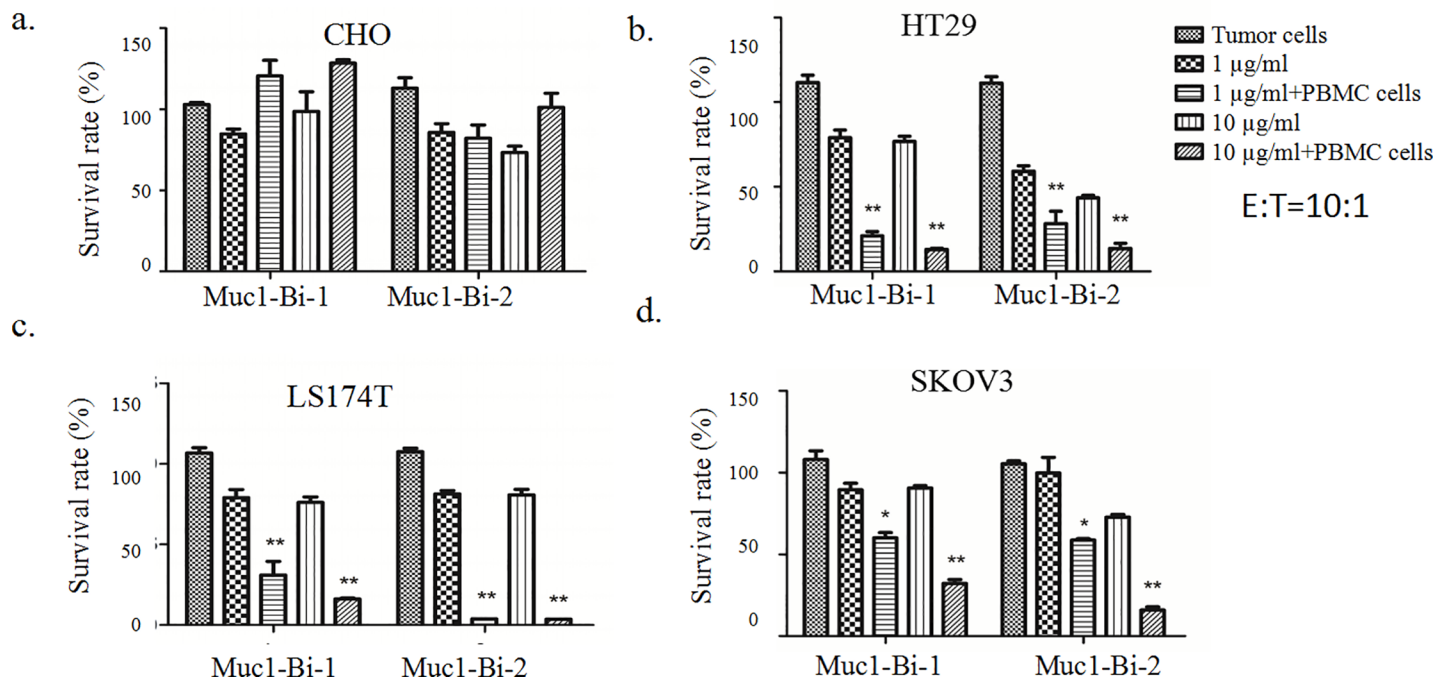 a.
CHO
Survival rate (%)
150
100
50
0
Muc1-Bi-1
Muc1-Bi-2
b.
HT29
Survival rate (%)
150
100
50
0
**
**
**
**
Muc1-Bi-1
Muc1-Bi-2
Tumor cells
1 µg/ml
1 µg/ml+PBMC cells
10 µg/ml
10 µg/ml+PBMC cells
E:T=10:1
c.
LS174T
Survival rate (%)
150
100
50
0
**
**
**
**
Muc1-Bi-1
Muc1-Bi-2
d.
SKOV3
Survival rate (%)
150
100
50
0
*
**
*
**
Muc1-Bi-1
Muc1-Bi-2